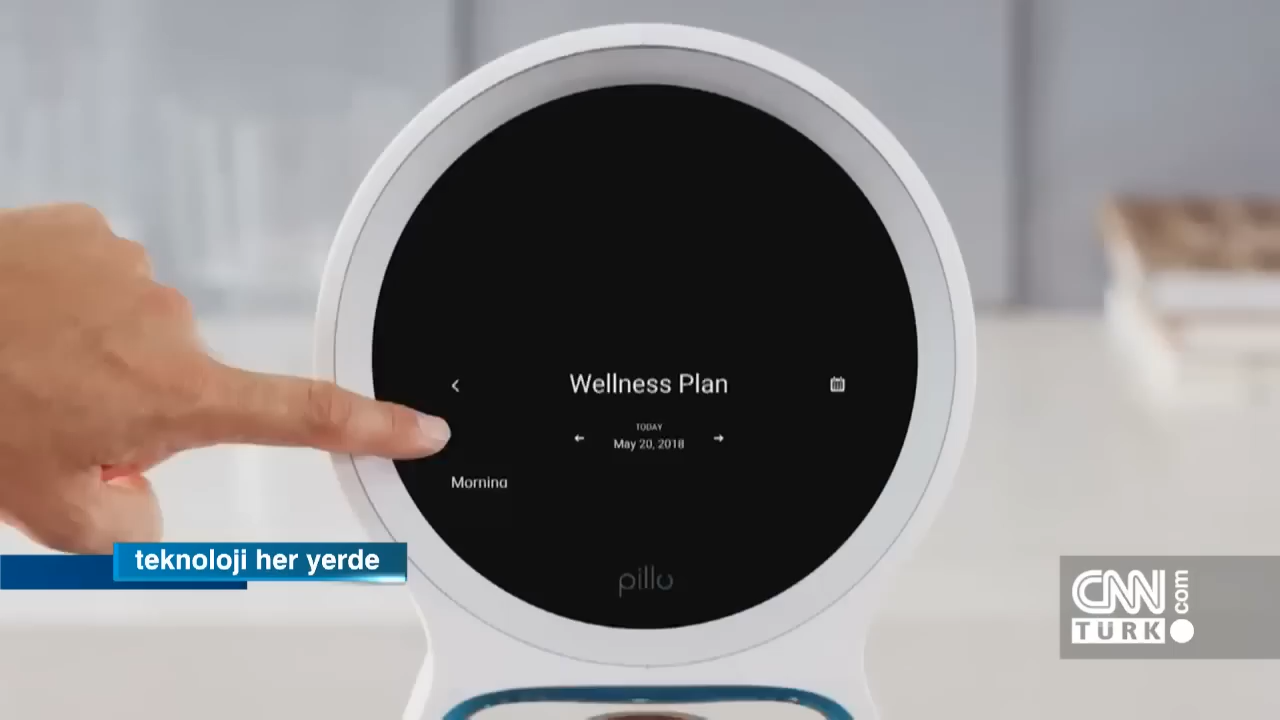 Wellness Plan
TODAY
May 20, 2018
Morning
pillo
teknoloji her yerde
CNN
TURK
.com